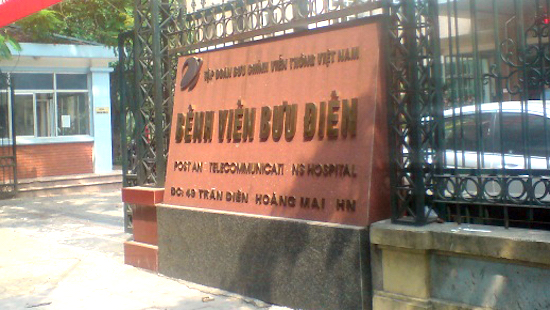 TẬP ĐOÀN BƯU CHÍNH VIỄN THÔNG VIỆT NAM
BỆNH VIỆN BƯU ĐIỆN
POST AN TELECOMMUNICATI NS HOSPITAL
ĐC: 49 TRẦN ĐIỀN HOÀNG MAI HN